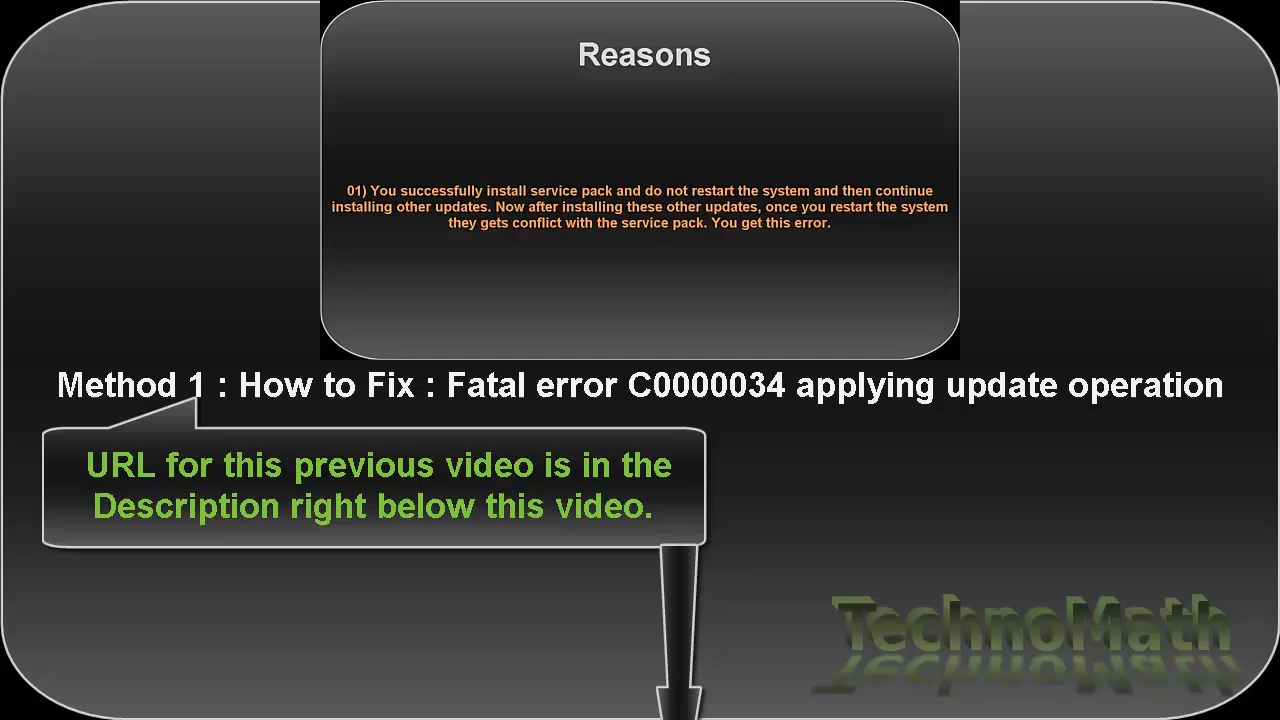 Reasons
01) You successfully install service pack and do not restart the system and then continue
installing other updates. Now after installing these other updates, once you restart the system
they gets conflict with the service pack. You get this error.
Method 1 : How to Fix : Fatal error C0000034 applying update operation
URL for this previous video is in the
Description right below this video.
TechnoMath